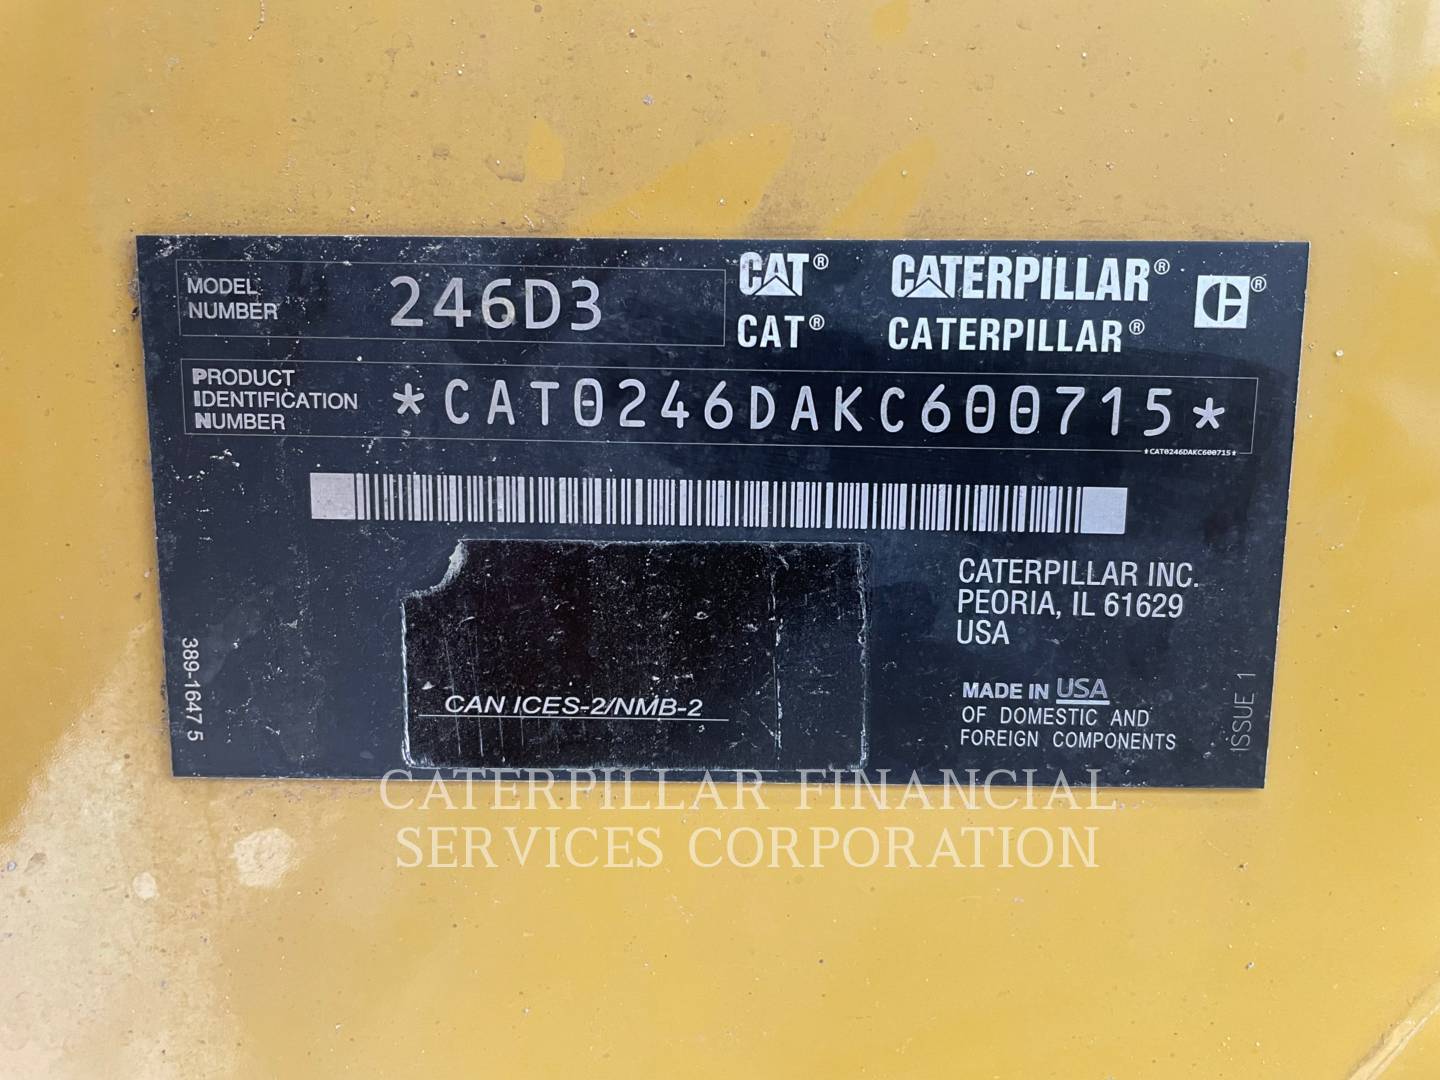 MODEL
NUMBER
246D3
CAT® CATERPILLAR® ®
CAT® CATERPILLAR®
PRODUCT
IDENTIFICATION
NUMBER
*CAT0246DAKC600715*
*CAT0246DAKC600715*
CATERPILLAR INC.
PEORIA, IL 61629
USA
CAN ICES-2/NMB-2
MADE IN USA
OF DOMESTIC AND
FOREIGN COMPONENTS
389-1647 5
ISSUE 1
CATERPILLAR FINANCIAL
SERVICES CORPORATION